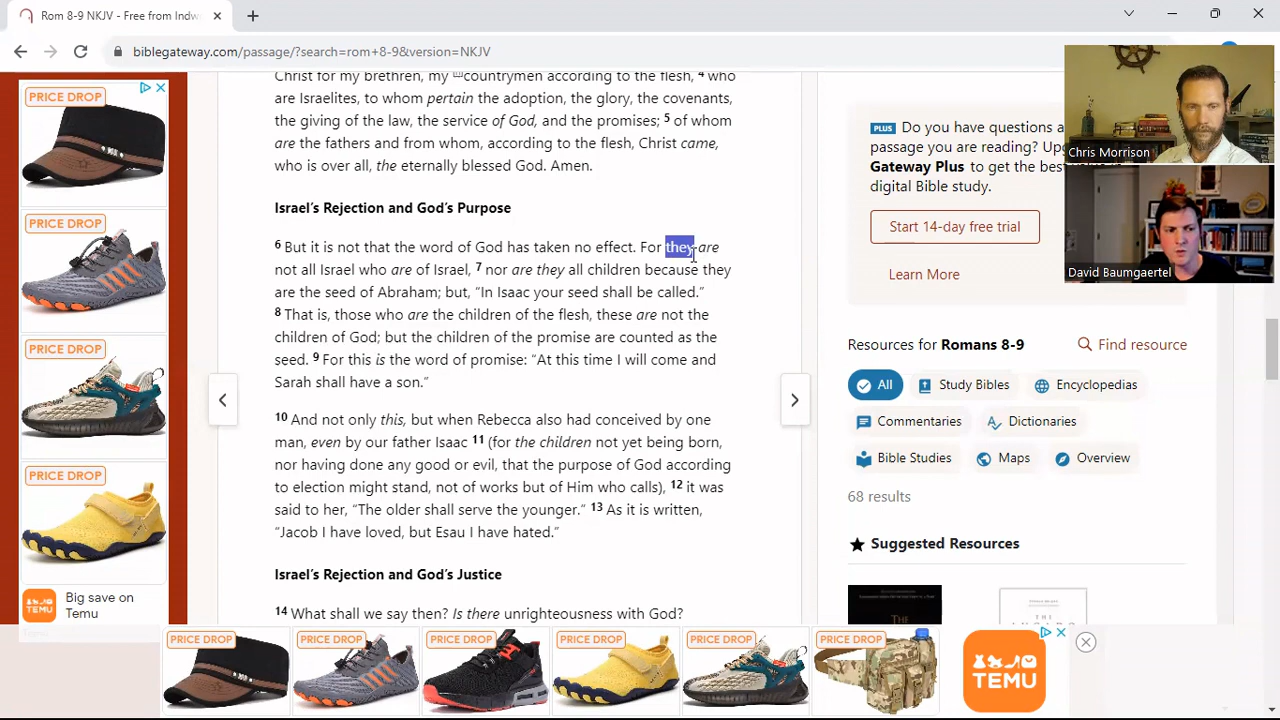 Rom 8-9 NKJV - Free from Indw
biblegateway.com/passage/?search=rom+8-9&version=NKJV
PRICE DROP
PRICE DROP
PRICE DROP
PRICE DROP
Big save on
Temu
Christ for my brethren, my countrymen according to the flesh, 4 who
are Israelites, to whom pertain the adoption, the glory, the covenants,
the giving of the law, the service of God, and the promises; 5 of whom
are the fathers and from whom, according to the flesh, Christ came,
who is over all, the eternally blessed God. Amen.
Israel's Rejection and God's Purpose
6 But it is not that the word of God has taken no effect. For they are
not all Israel who are of Israel, 7 nor are they all children because they
are the seed of Abraham; but, “In Isaac your seed shall be called.”
8 That is, those who are the children of the flesh, these are not the
children of God; but the children of the promise are counted as the
seed. 9 For this is the word of promise: “At this time I will come and
Sarah shall have a son.”
10 And not only this, but when Rebecca also had conceived by one
man, even by our father Isaac 11 (for the children not yet being born,
nor having done any good or evil, that the purpose of God according
to election might stand, not of works but of Him who calls), 12 it was
said to her, “The older shall serve the younger.” 13 As it is written,
“Jacob I have loved, but Esau I have hated.”
Israel's Rejection and God's Justice
14 What shall we say then? Is there unrighteousness with God?
PLUS Do you have questions a
passage you are reading? Up
Gateway Plus to get the best
digital Bible study.
Start 14-day free trial
Learn More
Resources for Romans 8-9
Find resource
All
Study Bibles
Encyclopedias
Commentaries
Dictionaries
Bible Studies
Maps
Overview
68 results
Suggested Resources
THE
Chris Morrison
David Baumgaertel
PRICE DROP
PRICE DROP
PRICE DROP
PRICE DROP
PRICE DROP
PRICE DROP
TEMU